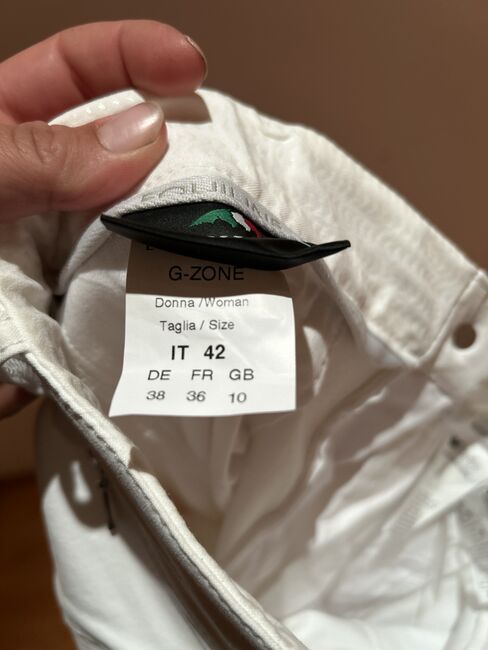 G-ZONE
Donna /Woman
Taglia / Size
IT 42
DE FR GB
38 36 10